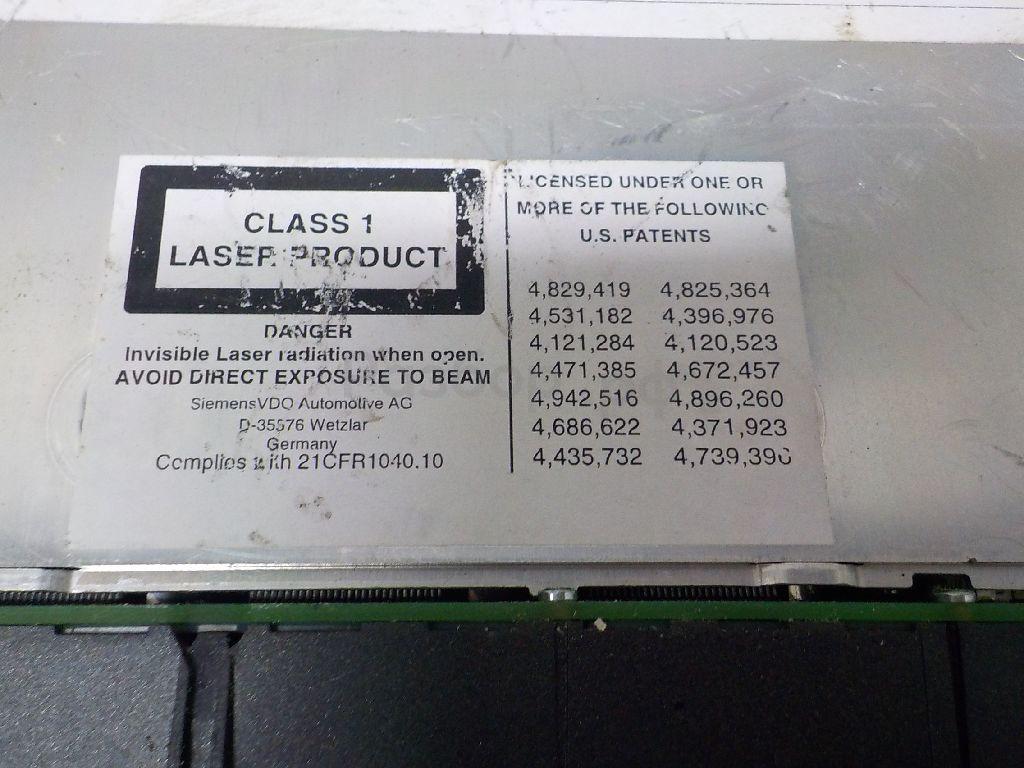 CLASS 1
LASER PRODUCT
DANGER
Invisible Laser radiation when open.
AVOID DIRECT EXPOSURE TO BEAM
SiemensVDO Automotive AG
D-35576 Wetzlar
Germany
Complies with 21CFR1040.10
LICENSED UNDER ONE OR
MORE OF THE FOLLOWING
U.S. PATENTS
4,829,419 4,825,364
4,531,182 4,396,976
4,121,284 4,120,523
4,471,385 4,672,457
4,942,516 4,896,260
4,686,622 4,371,923
4,435,732 4,739,396